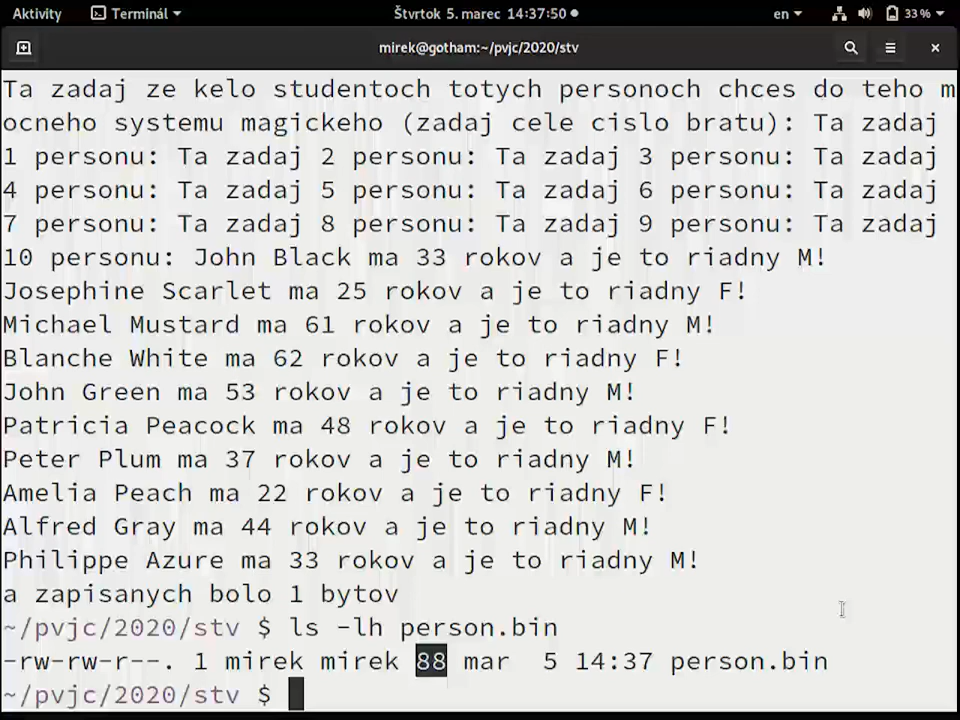 Aktivity Terminál Štvrtok 5. marec 14:37:50 en 33 %
mirek@gotham:~/pvjc/2020/stv
Ta zadaj ze kelo studentoch totych personoch chces do teho m
ocneho systemu magickeho (zadaj cele cislo bratu): Ta zadaj
1 personu: Ta zadaj 2 personu: Ta zadaj 3 personu: Ta zadaj
4 personu: Ta zadaj 5 personu: Ta zadaj 6 personu: Ta zadaj
7 personu: Ta zadaj 8 personu: Ta zadaj 9 personu: Ta zadaj
10 personu: John Black ma 33 rokov a je to riadny M!
Josephine Scarlet ma 25 rokov a je to riadny F!
Michael Mustard ma 61 rokov a je to riadny M!
Blanche White ma 62 rokov a je to riadny F!
John Green ma 53 rokov a je to riadny M!
Patricia Peacock ma 48 rokov a je to riadny F!
Peter Plum ma 37 rokov a je to riadny M!
Amelia Peach ma 22 rokov a je to riadny F!
Alfred Gray ma 44 rokov a je to riadny M!
Philippe Azure ma 33 rokov a je to riadny M!
a zapisanych bolo 1 bytov
~/pvjc/2020/stv $ ls -lh person.bin
-rw-rw-r--. 1 mirek mirek 88 mar  5 14:37 person.bin
~/pvjc/2020/stv $